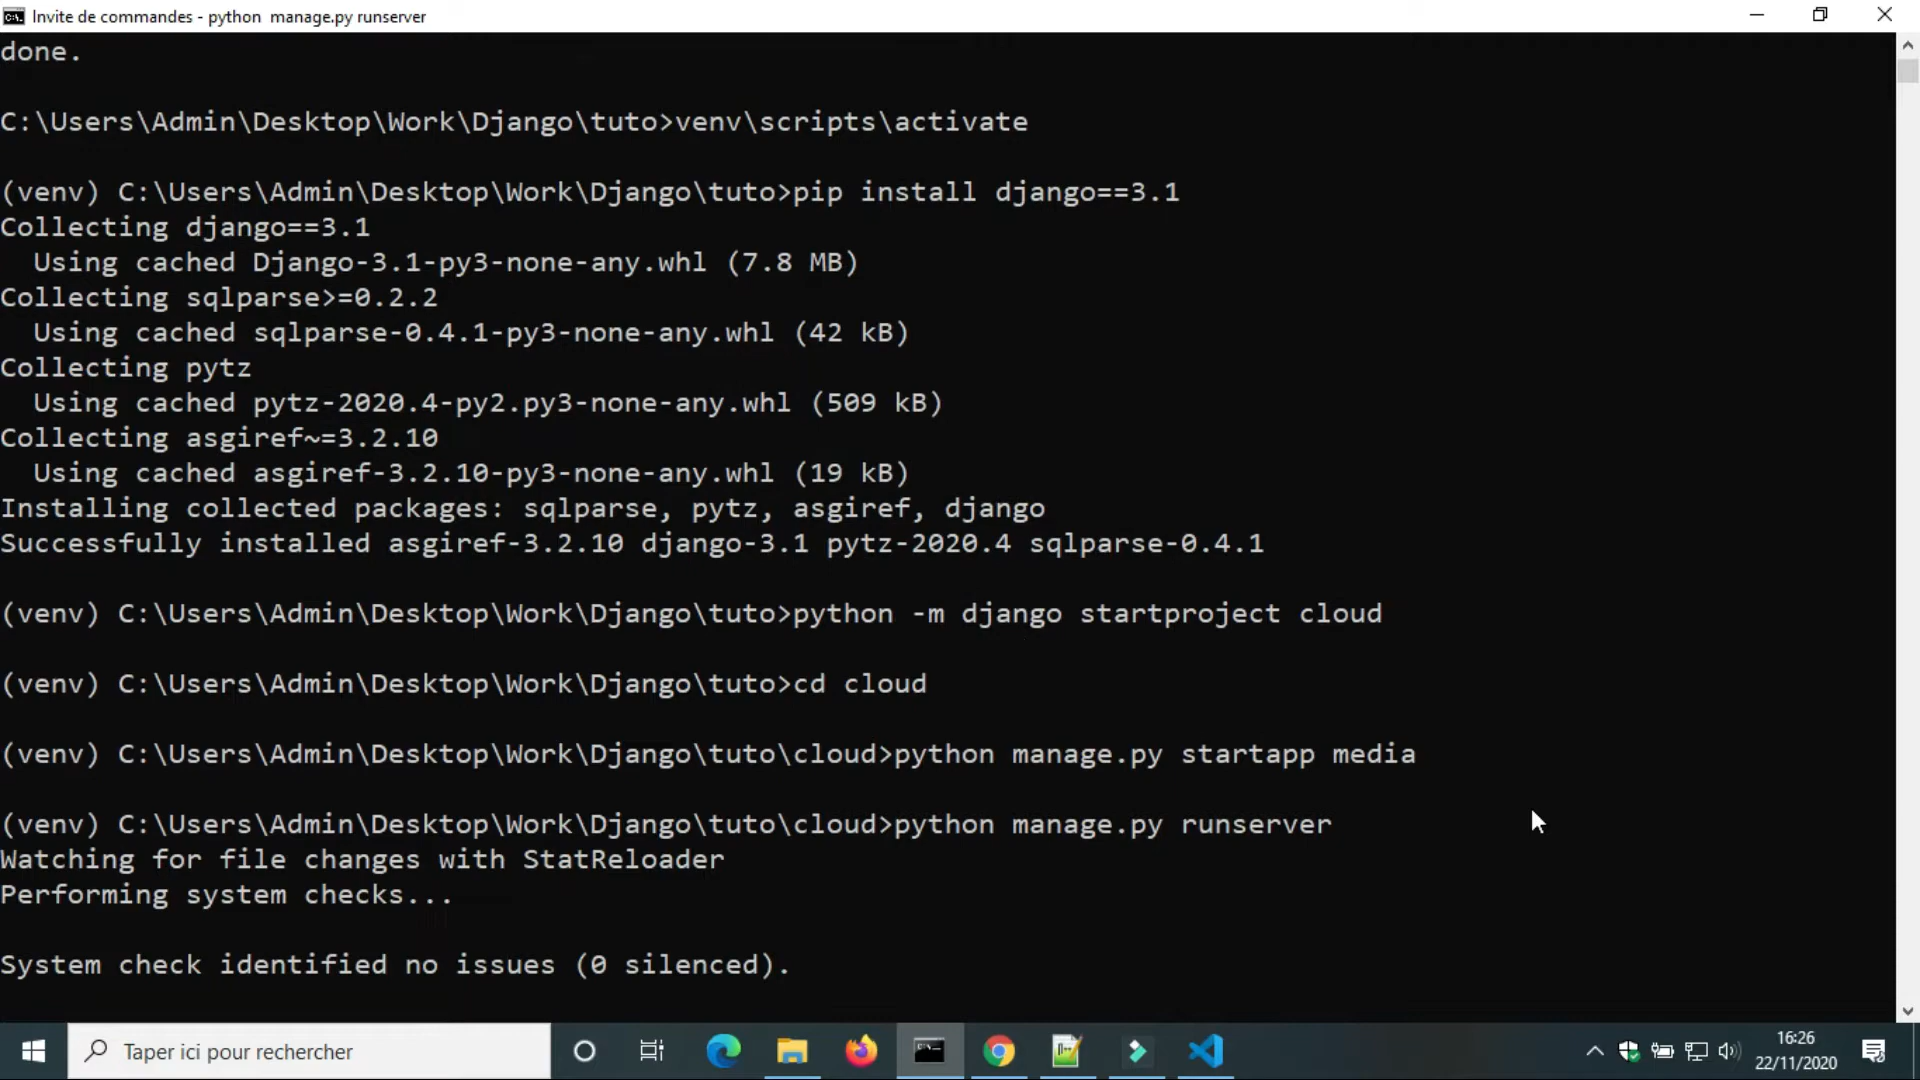 Invite de commandes - python  manage.py runserver
done.
C:\Users\Admin\Desktop\Work\Django\tuto>venv\scripts\activate
(venv) C:\Users\Admin\Desktop\Work\Django\tuto>pip install django==3.1
Collecting django==3.1
  Using cached Django-3.1-py3-none-any.whl (7.8 MB)
Collecting sqlparse>=0.2.2
  Using cached sqlparse-0.4.1-py3-none-any.whl (42 kB)
Collecting pytz
  Using cached pytz-2020.4-py2.py3-none-any.whl (509 kB)
Collecting asgiref~=3.2.10
  Using cached asgiref-3.2.10-py3-none-any.whl (19 kB)
Installing collected packages: sqlparse, pytz, asgiref, django
Successfully installed asgiref-3.2.10 django-3.1 pytz-2020.4 sqlparse-0.4.1
(venv) C:\Users\Admin\Desktop\Work\Django\tuto>python -m django startproject cloud
(venv) C:\Users\Admin\Desktop\Work\Django\tuto>cd cloud
(venv) C:\Users\Admin\Desktop\Work\Django\tuto\cloud>python manage.py startapp media
(venv) C:\Users\Admin\Desktop\Work\Django\tuto\cloud>python manage.py runserver
Watching for file changes with StatReloader
Performing system checks...
System check identified no issues (0 silenced).
Taper ici pour rechercher
16:26
22/11/2020